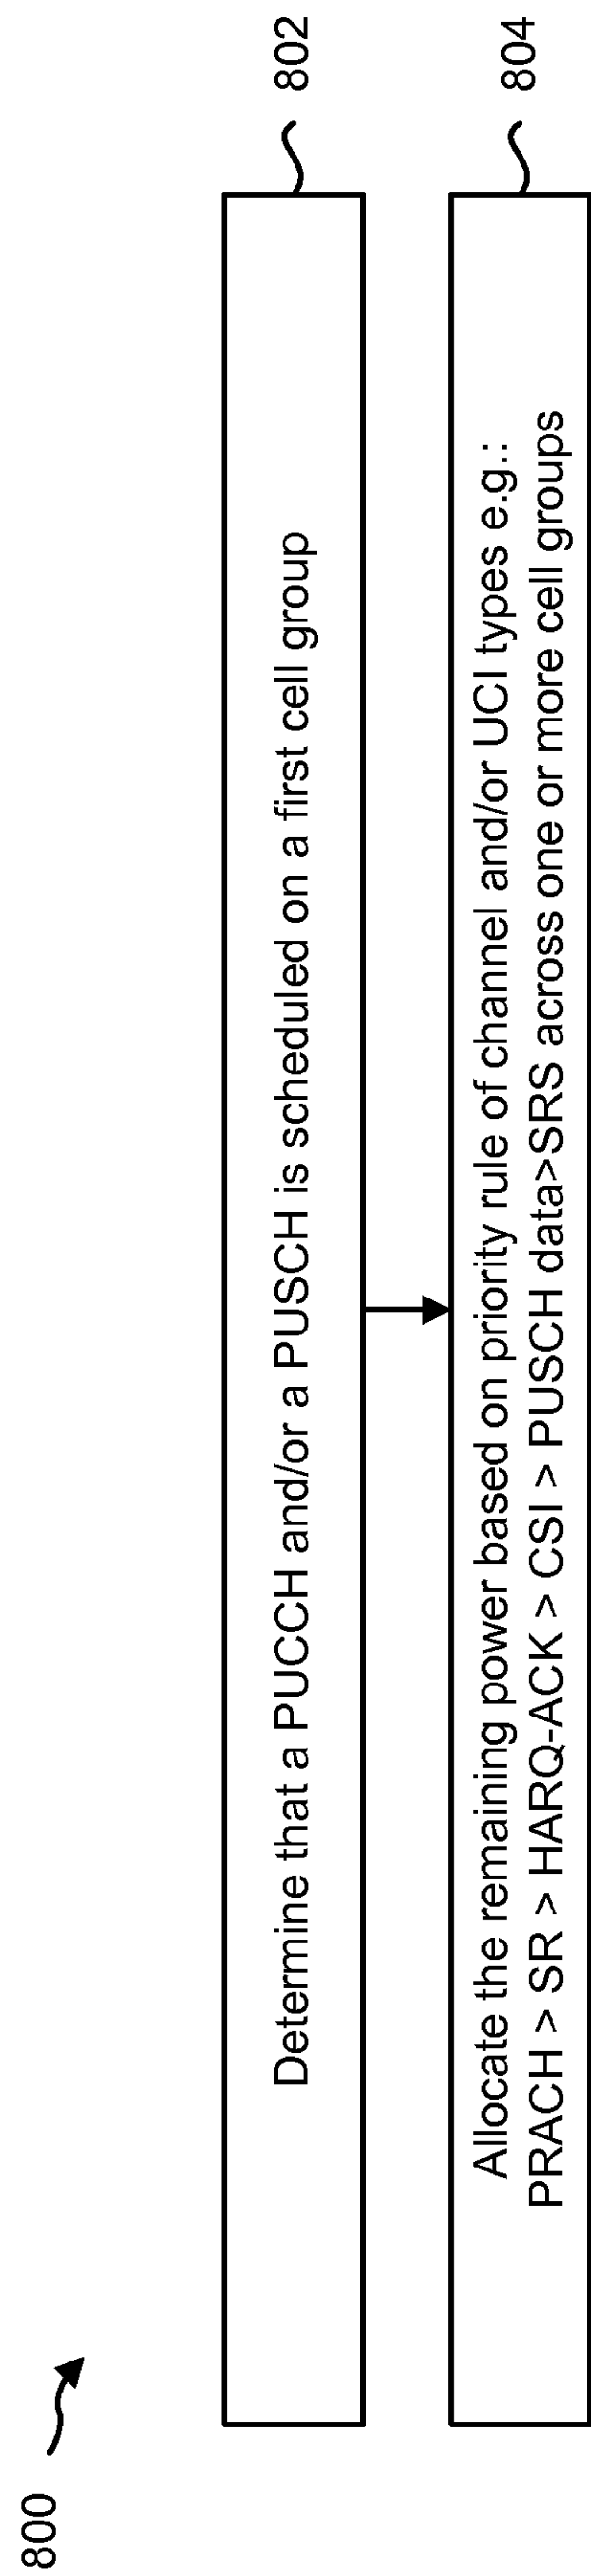 800
Determine that a PUCCH and/or a PUSCH is scheduled on a first cell group
802
Allocate the remaining power based on priority rule of channel and/or UCI types e.g.:
PRACH > SR > HARQ-ACK > CSI > PUSCH data>SRS across one or more cell groups
804